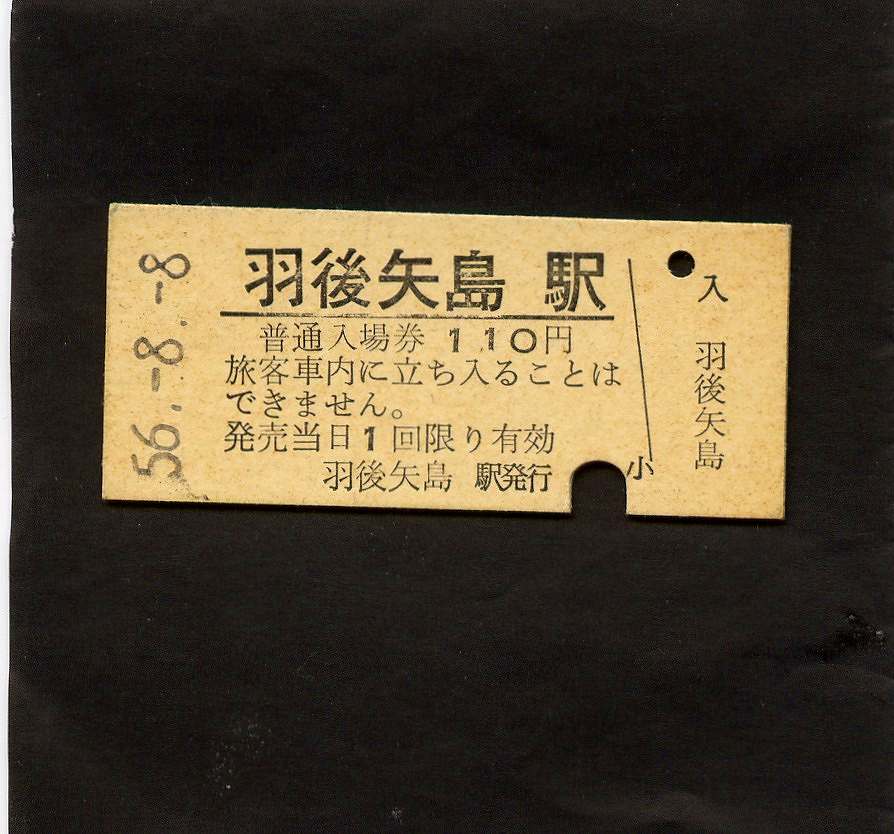 56.-8.-8
羽後矢島 駅
普通入場券 110円
旅客車内に立ち入ることは
できません。
発売当日1回限り有効
羽後矢島 駅発行
小
入
羽後矢島